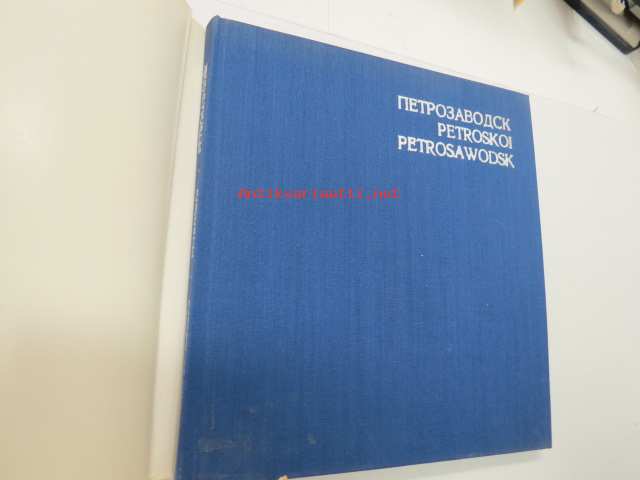 ПЕТРОЗАВОДСК
PETROSKOI
PETROSAWODSK
antikvariaatti.net